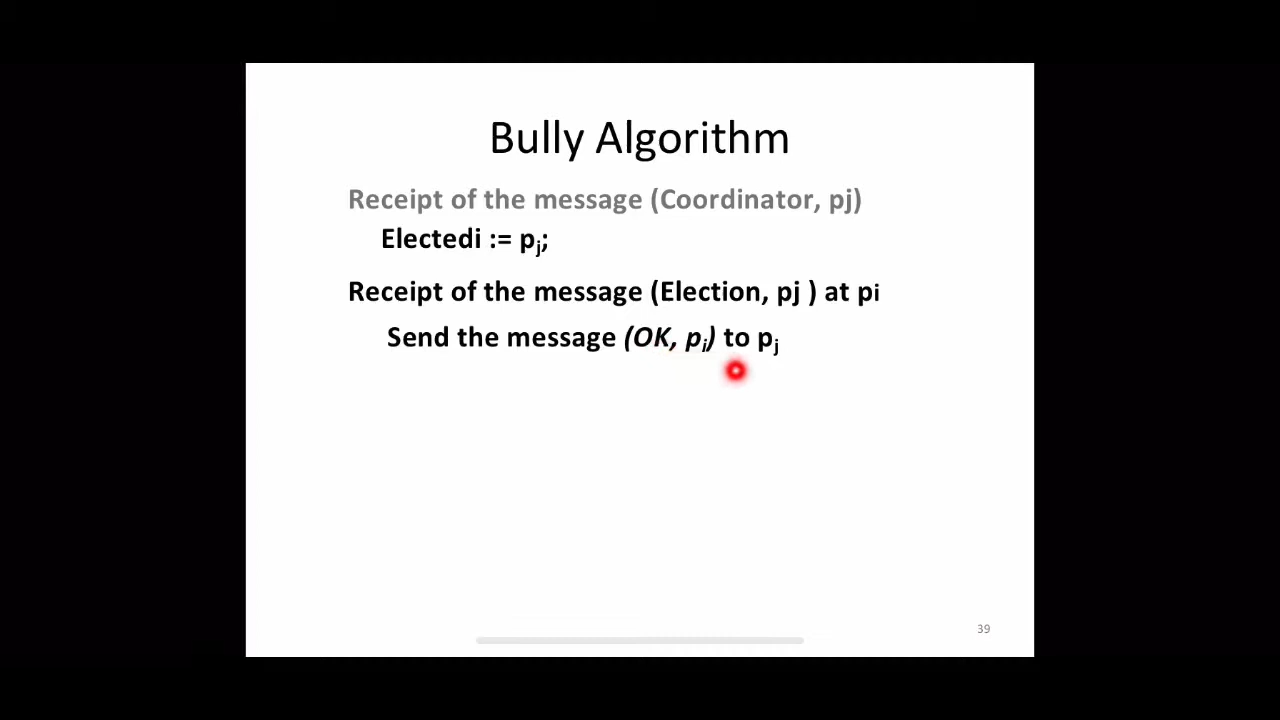 Bully Algorithm
Receipt of the message (Coordinator, pj)
Electedi := pj;
Receipt of the message (Election, pj ) at pi
Send the message (OK, pi) to pj
39